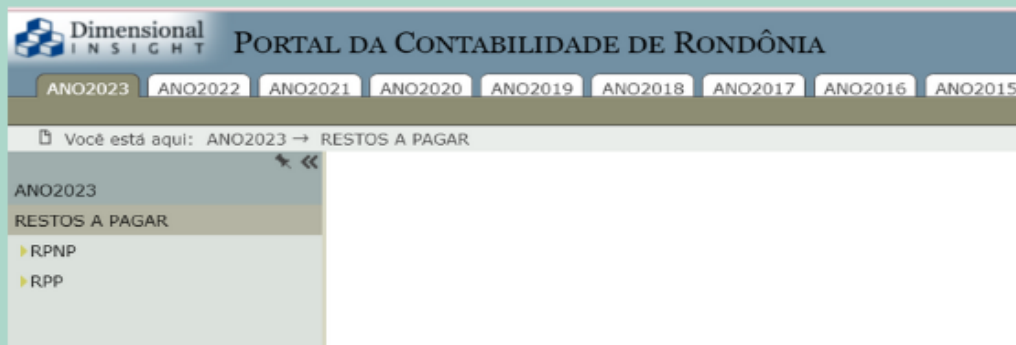 Dimensional
INSIGHT
PORTAL DA CONTABILIDADE DE RONDÔNIA
ANO2023 ANO2022 ANO2021 ANO2020 ANO2019 ANO2018 ANO2017 ANO2016 ANO2015
Você está aqui: ANO2023 → RESTOS A PAGAR
ANO2023
RESTOS A PAGAR
RPNP
RPP